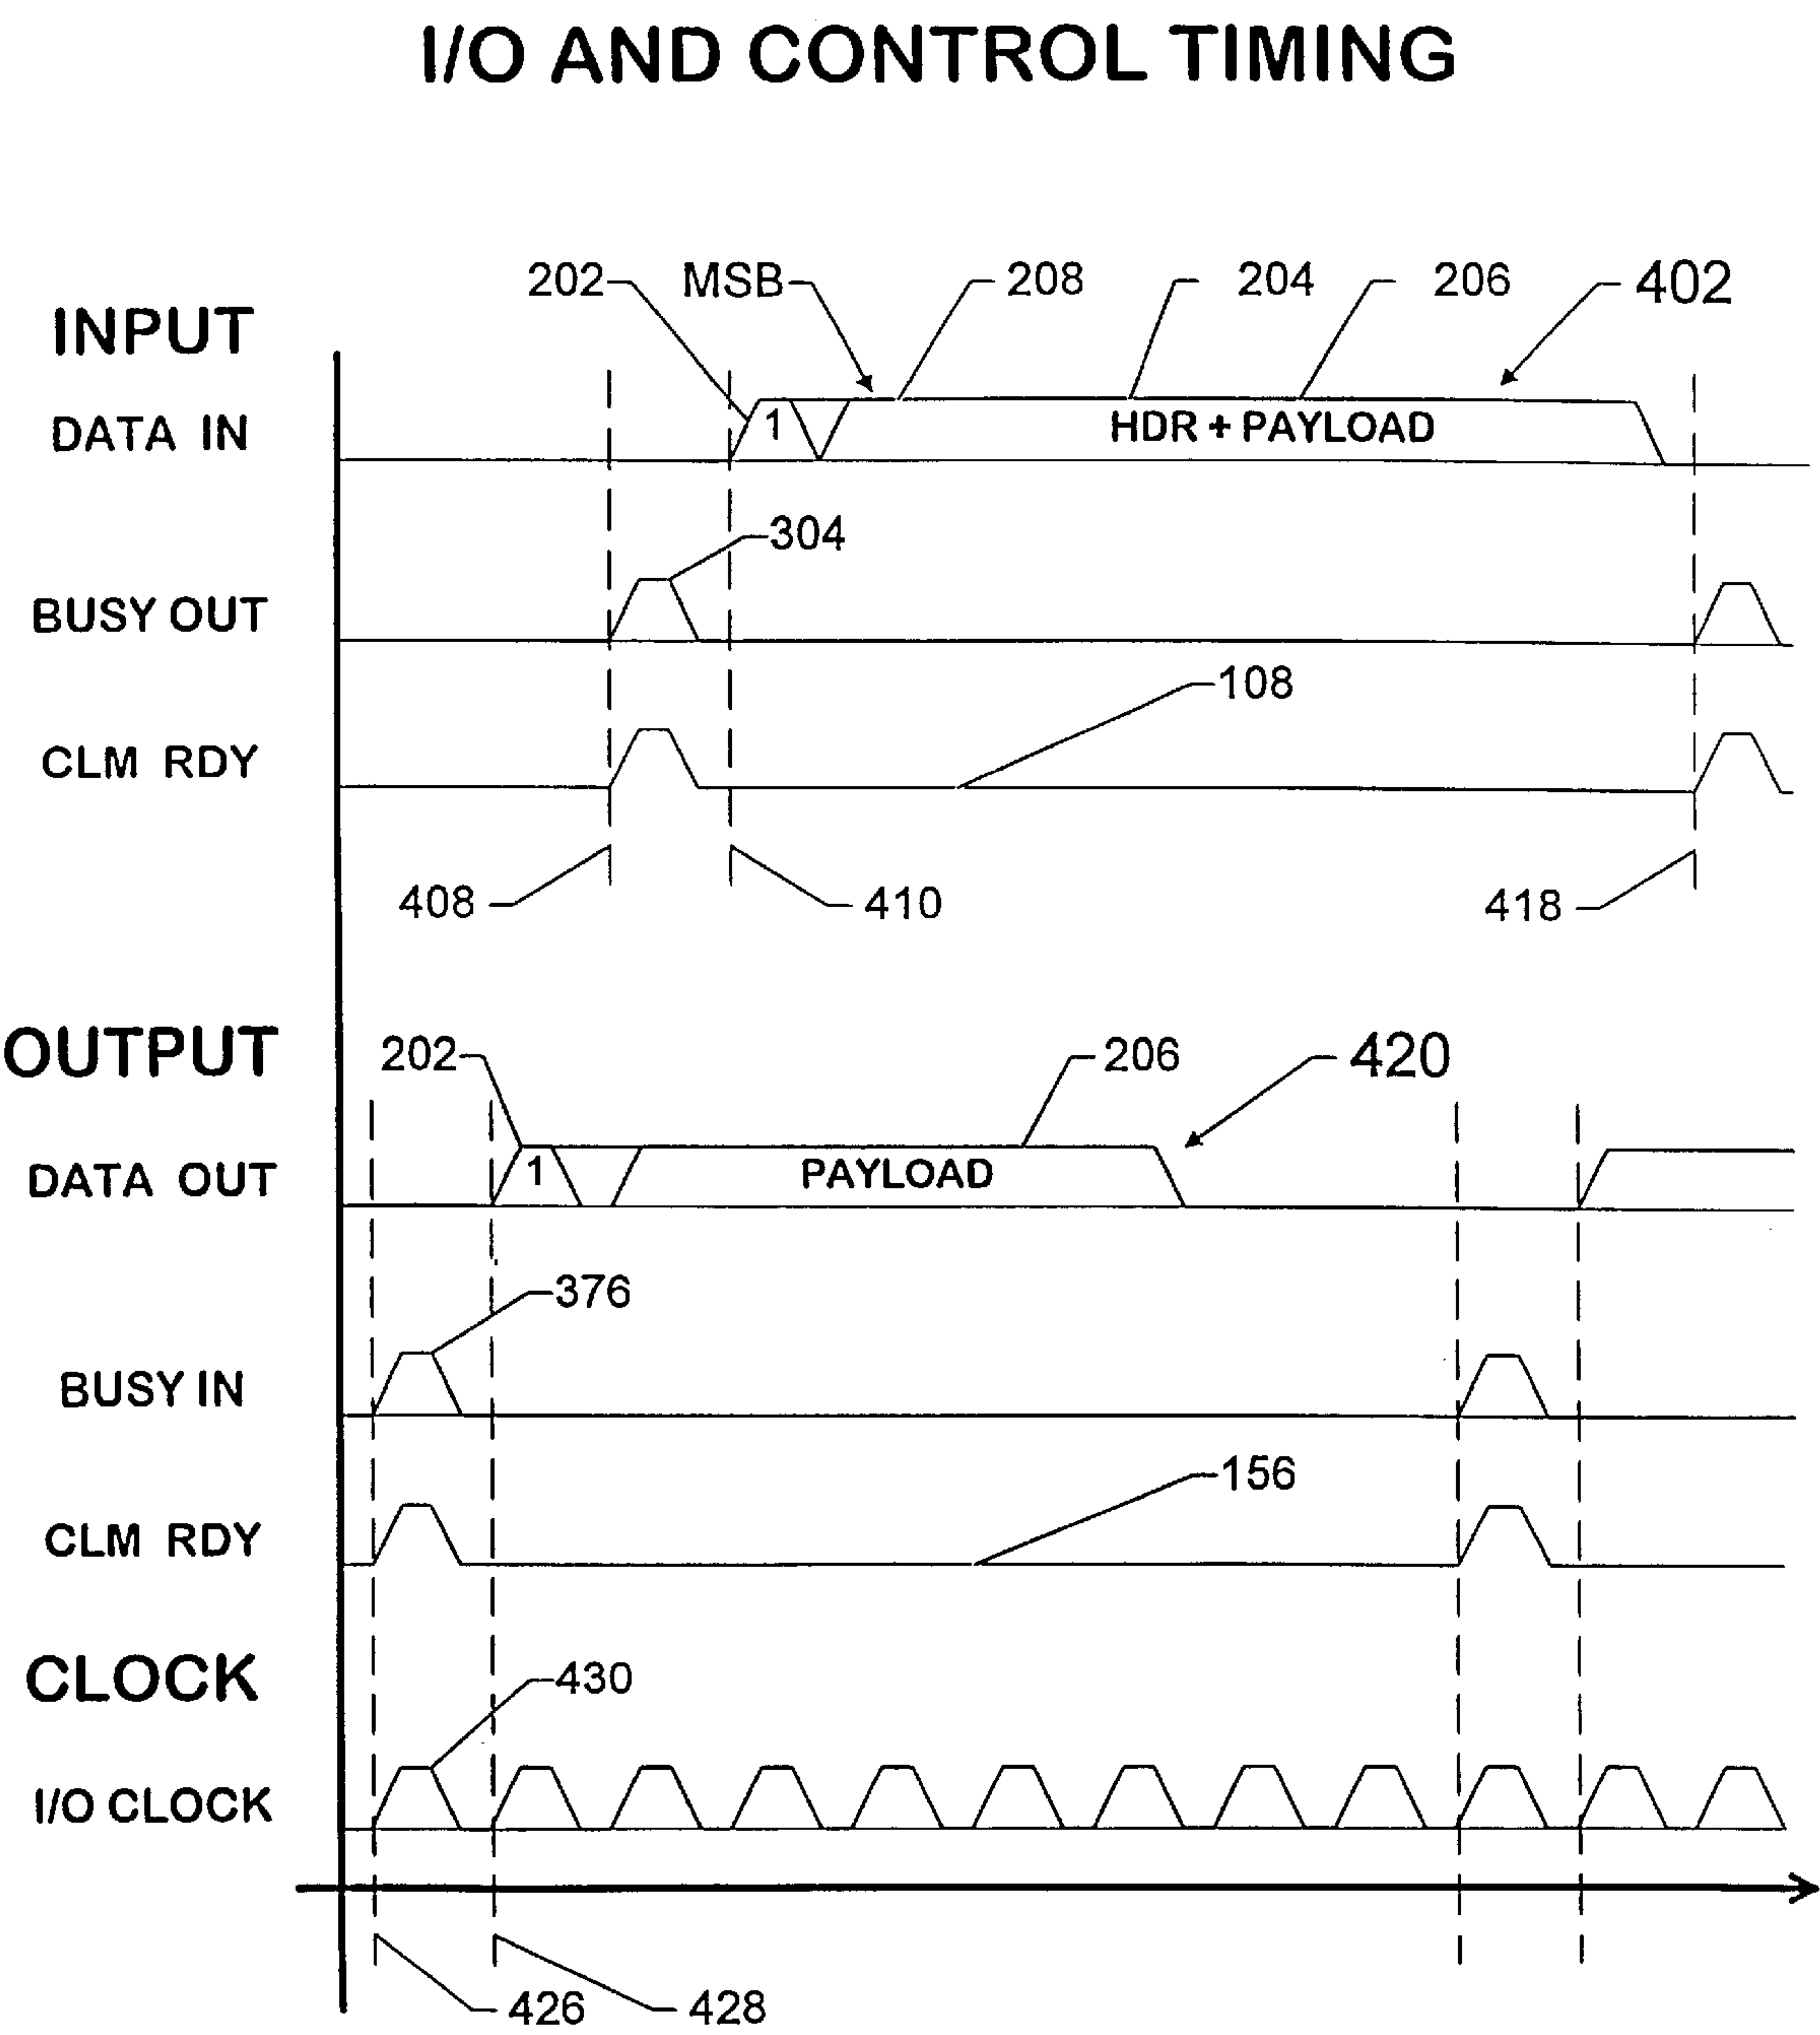 I/O AND CONTROL TIMING
202 MSB 208 204 206 402
INPUT
DATA IN 1 HDR + PAYLOAD
304
BUSY OUT
108
CLM RDY
408 410 418
OUTPUT 202 206 420
DATA OUT 1 PAYLOAD
376
BUSY IN
156
CLM RDY
CLOCK 430
I/O CLOCK
426 428